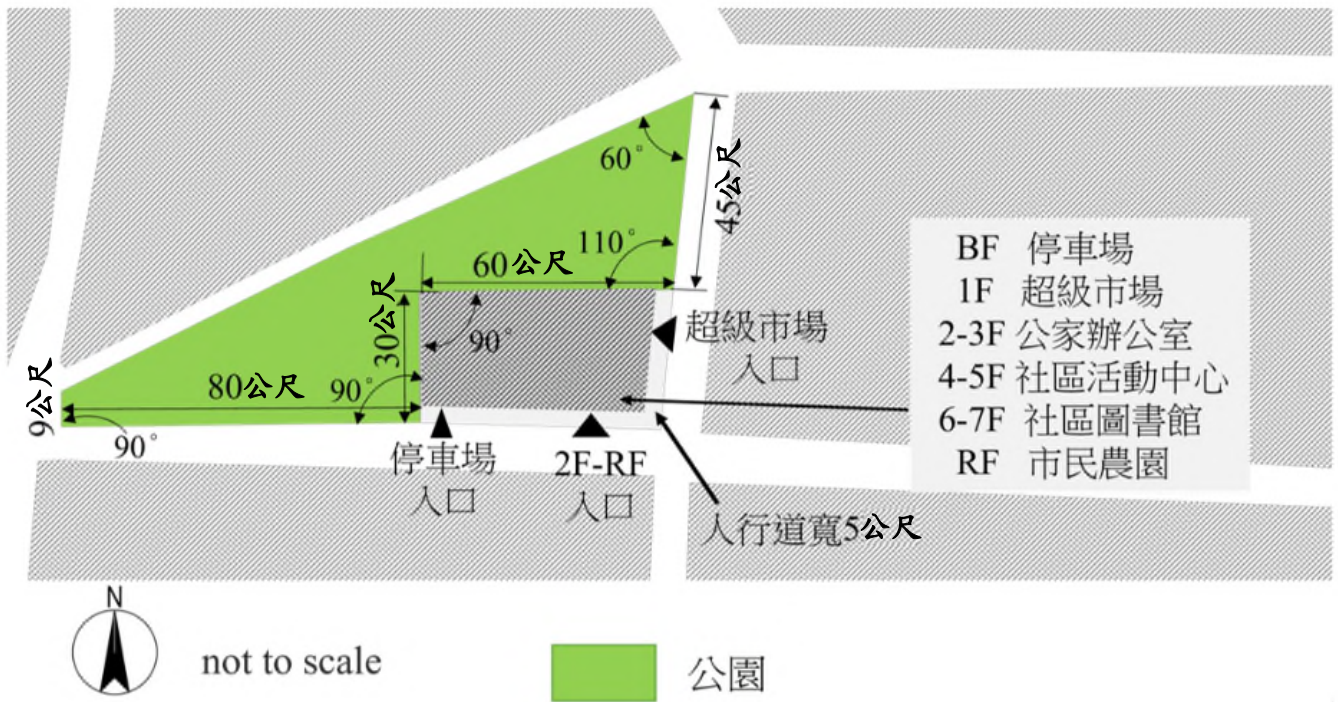 60°
45公尺
110°
60公尺
30公尺
90°
9公尺
80公尺
90°
90°
超級市場
入口
停車場
入口
2F-RF
入口
人行道寬5公尺
BF 停車場
1F 超級市場
2-3F 公家辦公室
4-5F 社區活動中心
6-7F 社區圖書館
RF 市民農園
N
not to scale
公園